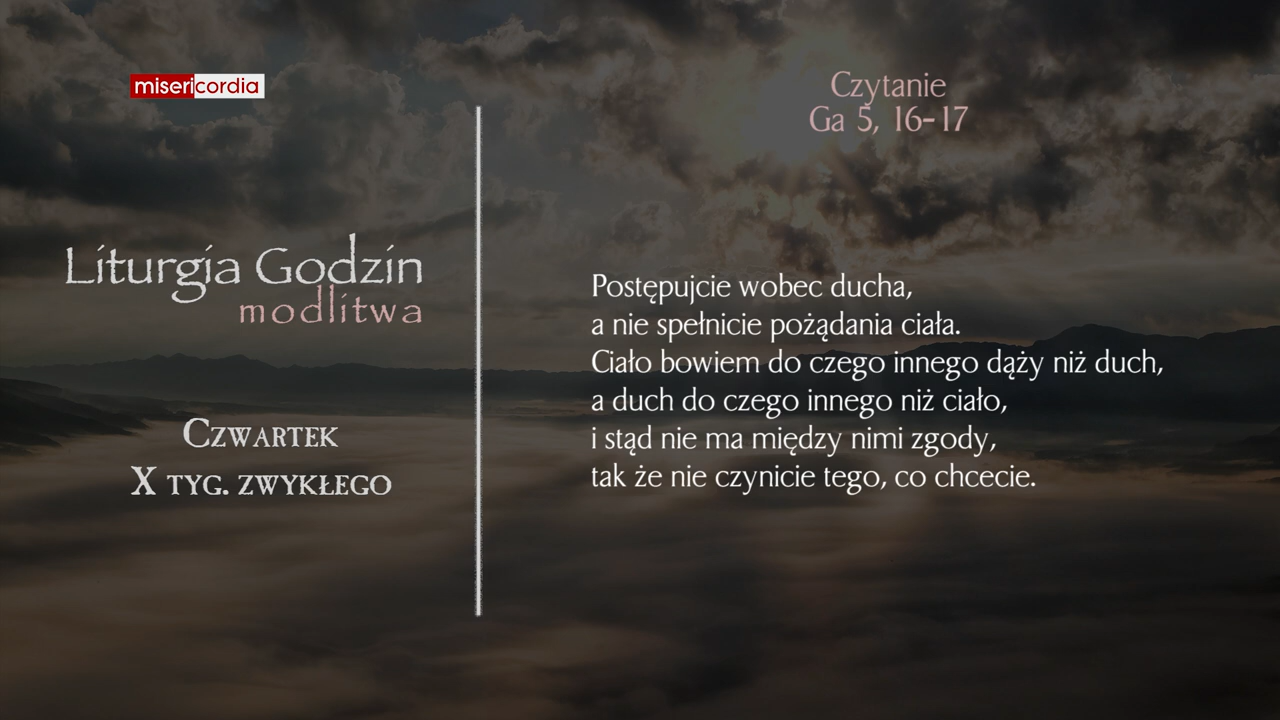 misericordia
Liturgia Godzin
modlitwa
Czwartek
X tyg. zwykłego
Czytanie
Ga 5, 16-17
Postępujcie wobec ducha,
a nie spełnicie pożądania ciała.
Ciało bowiem do czego innego dąży niż duch,
a duch do czego innego niż ciało,
i stąd nie ma między nimi zgody,
tak że nie czynicie tego, co chcecie.